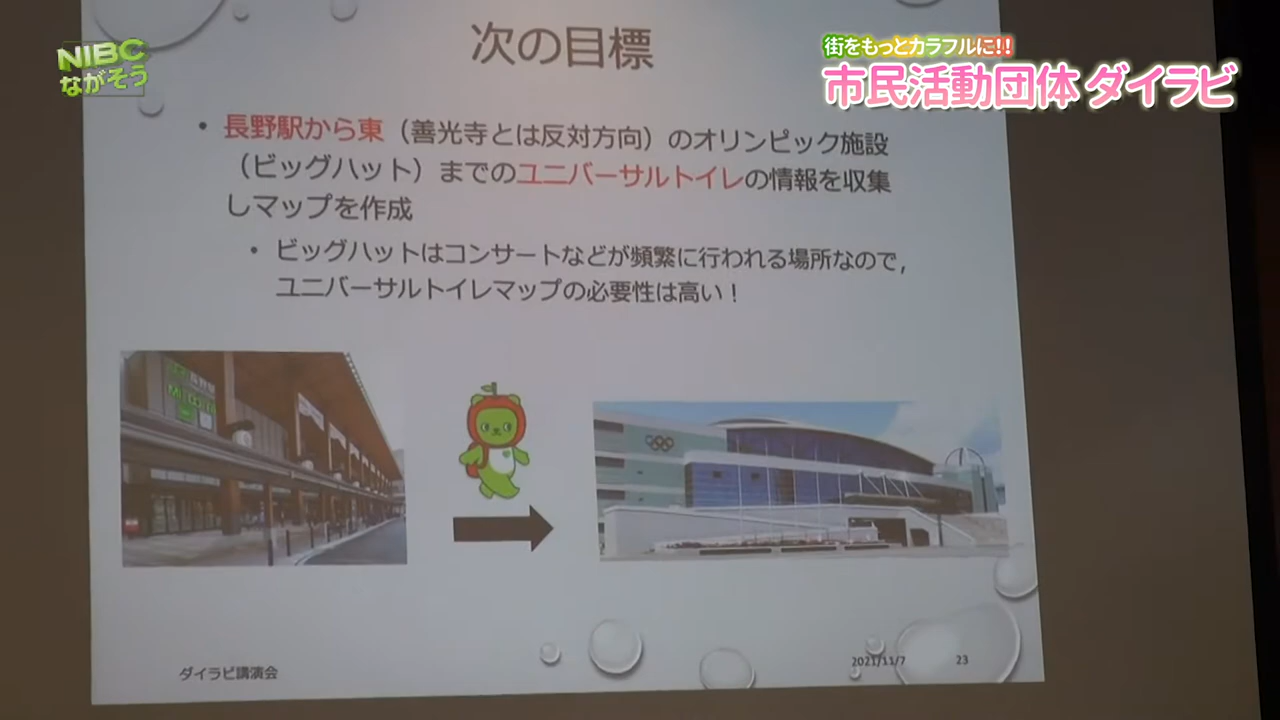 NIBC
ながそう
街をもっとカラフルに!!
市民活動団体 ダイラビ
次の目標
• 長野駅から東（善光寺とは反対方向）のオリンピック施設
（ビッグハット）までのユニバーサルトイレの情報を収集
しマップを作成
• ビッグハットはコンサートなどが頻繁に行われる場所なので，
ユニバーサルトイレマップの必要性は高い！
MIDORI
ダイラビ講演会
2021/11/7
23